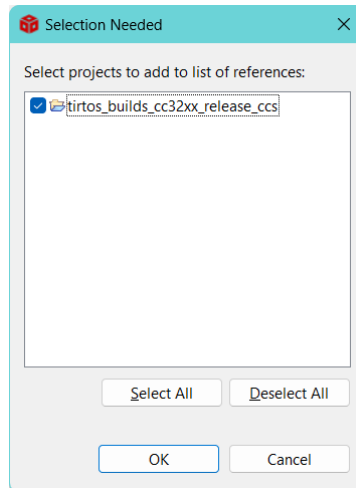 Selection Needed
Select projects to add to list of references:
tirtos_builds_cc32xx_release_ccs
Select All
Deselect All
OK
Cancel